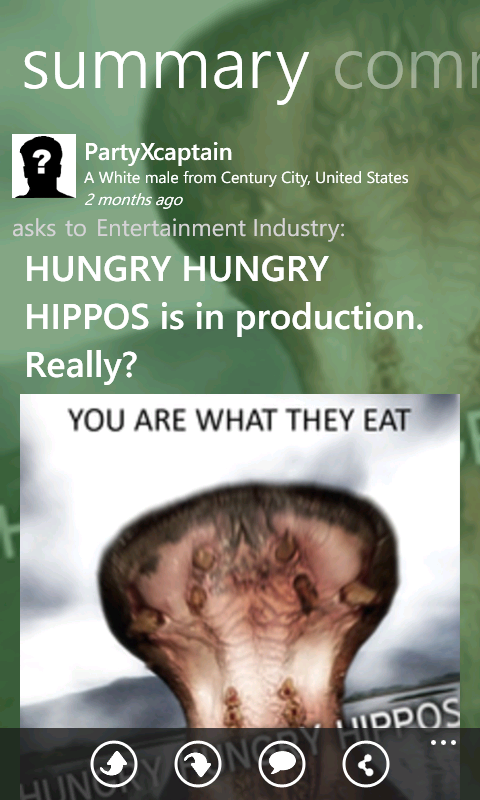 summary comm
?
PartyXcaptain
A White male from Century City, United States
2 months ago
asks to Entertainment Industry:
HUNGRY HUNGRY
HIPPOS is in production.
Really?
YOU ARE WHAT THEY EAT
HUNGRY HUNGRY HIPPOS
...